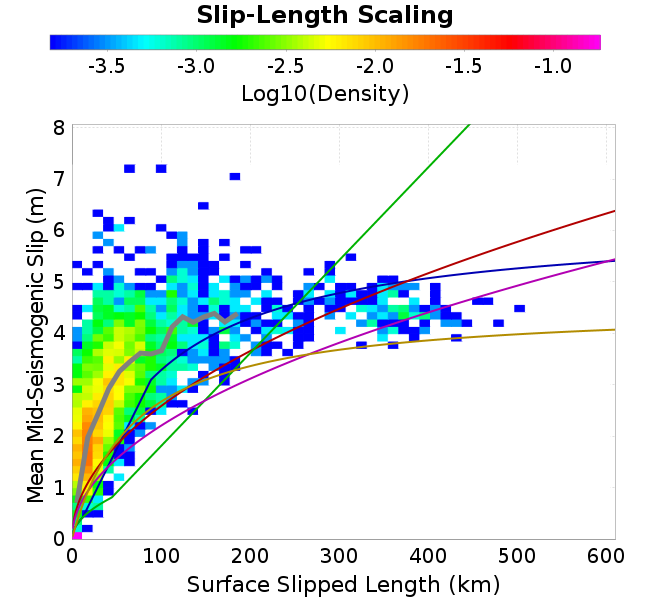 Slip-Length Scaling
-3.5 -3.0 -2.5 -2.0 -1.5 -1.0
Log10(Density)
8
7
6
5
4
3
2
1
0
Mean Mid-Seismogenic Slip (m)
0 100 200 300 400 500 600
Surface Slipped Length (km)